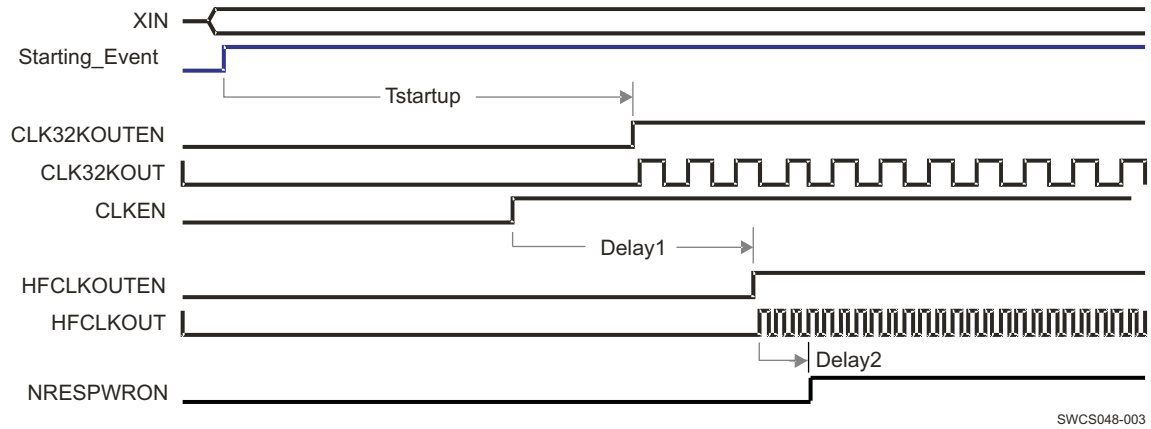 XIN
Starting_Event
Tstartup
CLK32KOUTEN
CLK32KOUT
CLKEN
Delay1
HFCLKOUTEN
HFCLKOUT
Delay2
NRESPWRON
SWCS048-003